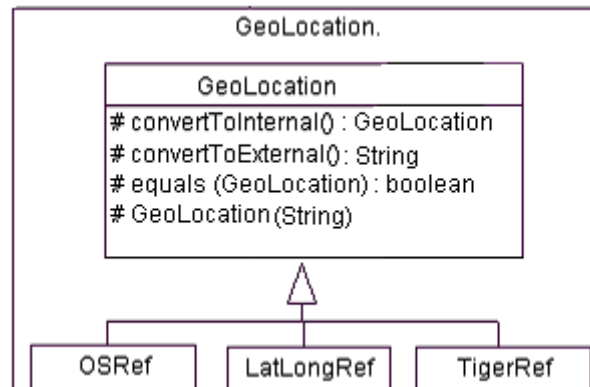 GeoLocation.
GeoLocation
# convertToInternal() : GeoLocation
# convertToExternal() : String
# equals (GeoLocation) : boolean
# GeoLocation (String)
OSRef LatLongRef TigerRef